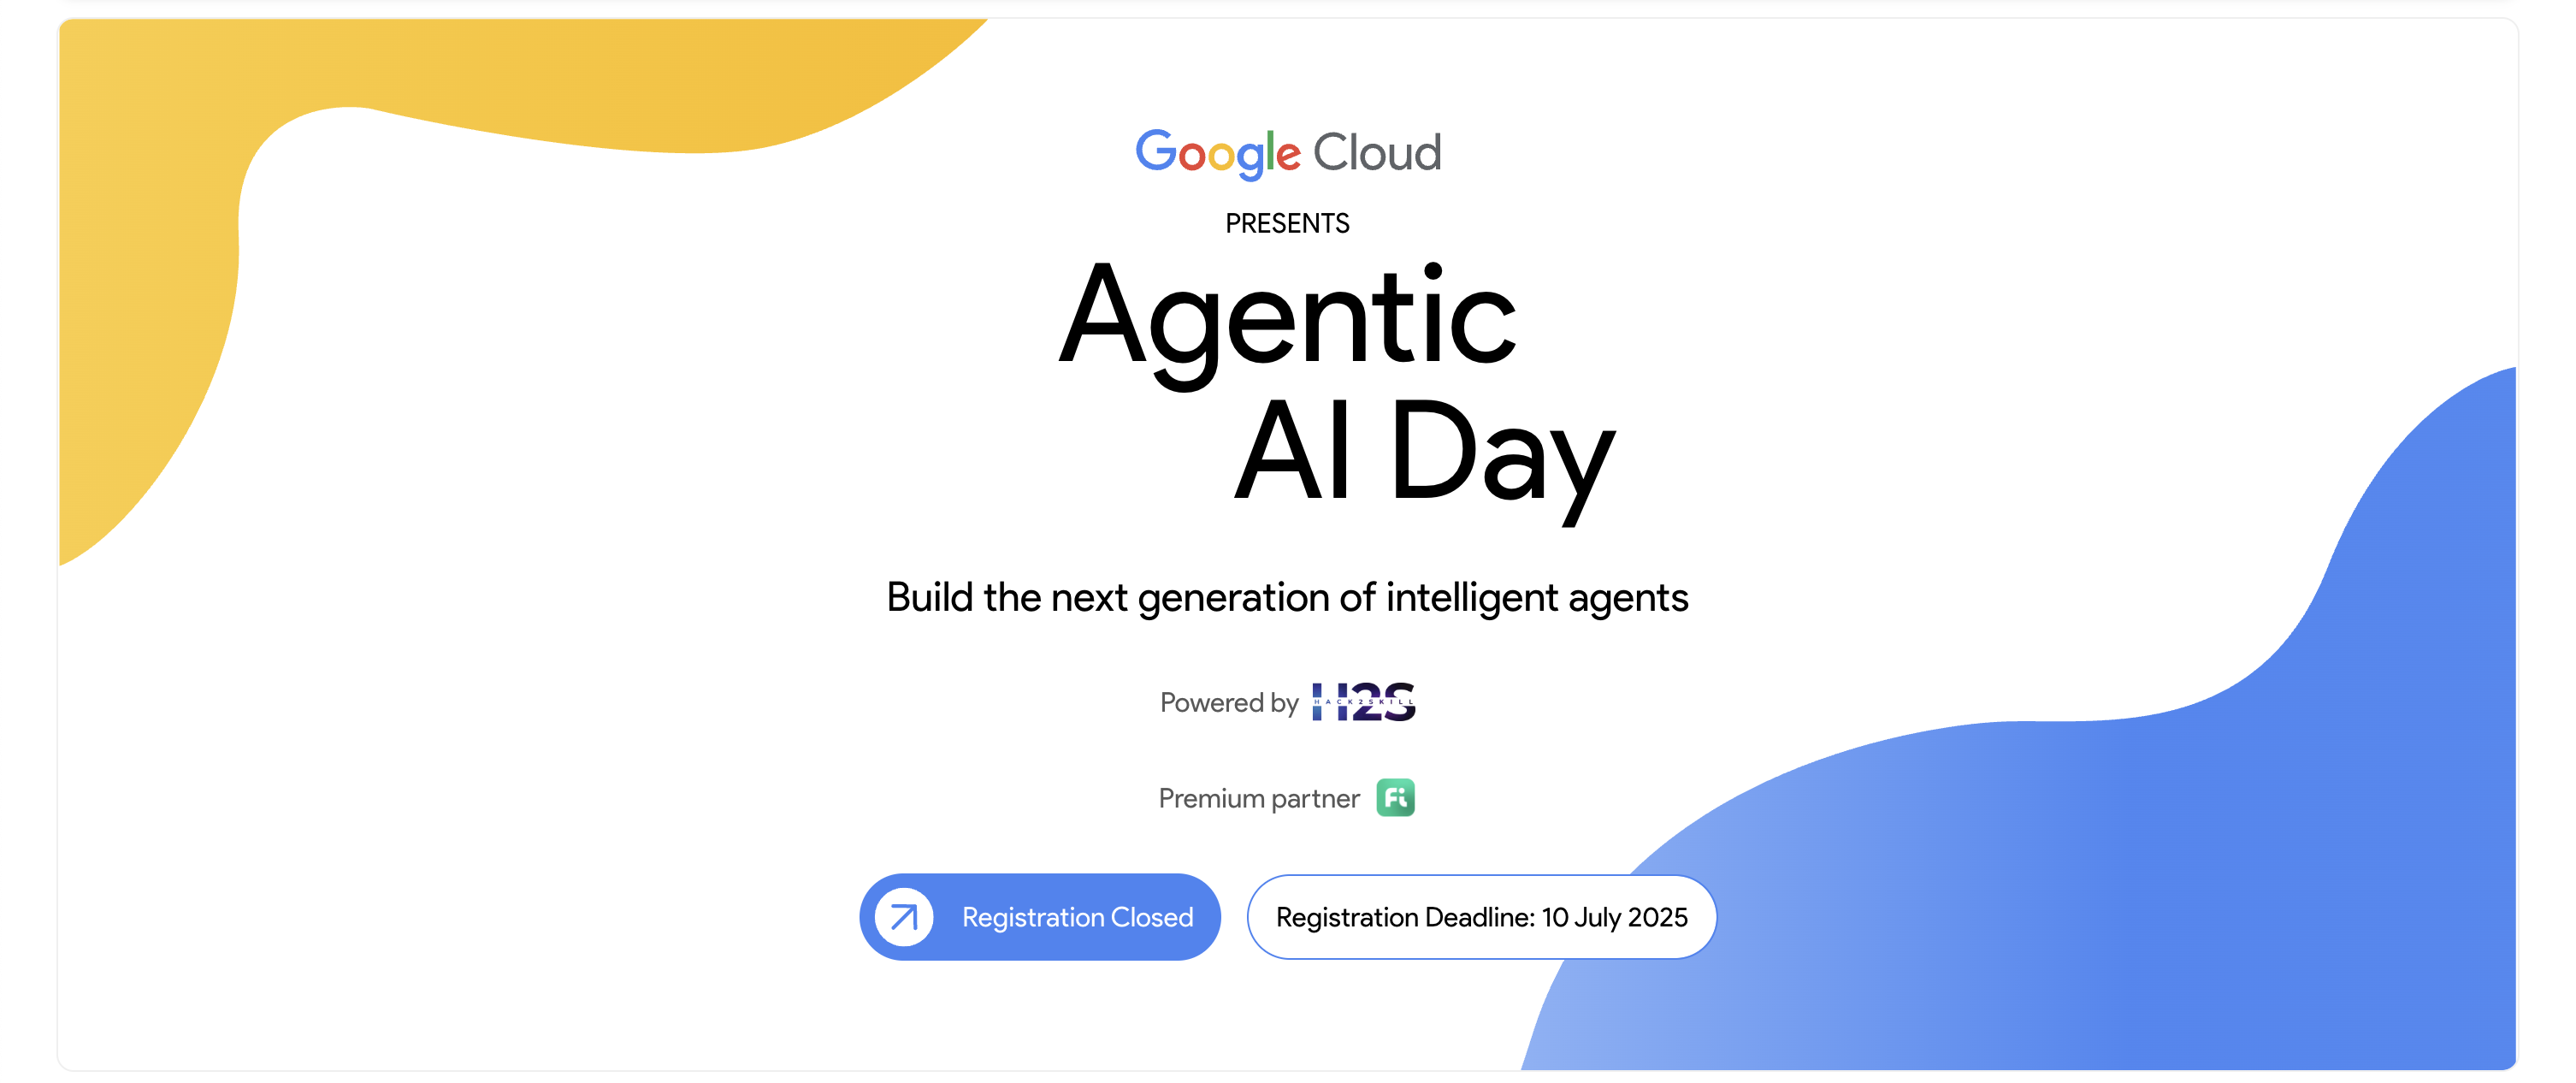 Google Cloud
PRESENTS
Agentic
AI Day
Build the next generation of intelligent agents
Powered by H2S
HACK2SKILL
Premium partner Fi
Registration Closed
Registration Deadline: 10 July 2025